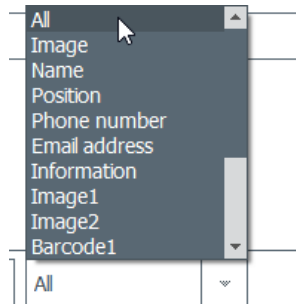 All
Image
Name
Position
Phone number
Email address
Information
Image1
Image2
Barcode1
All